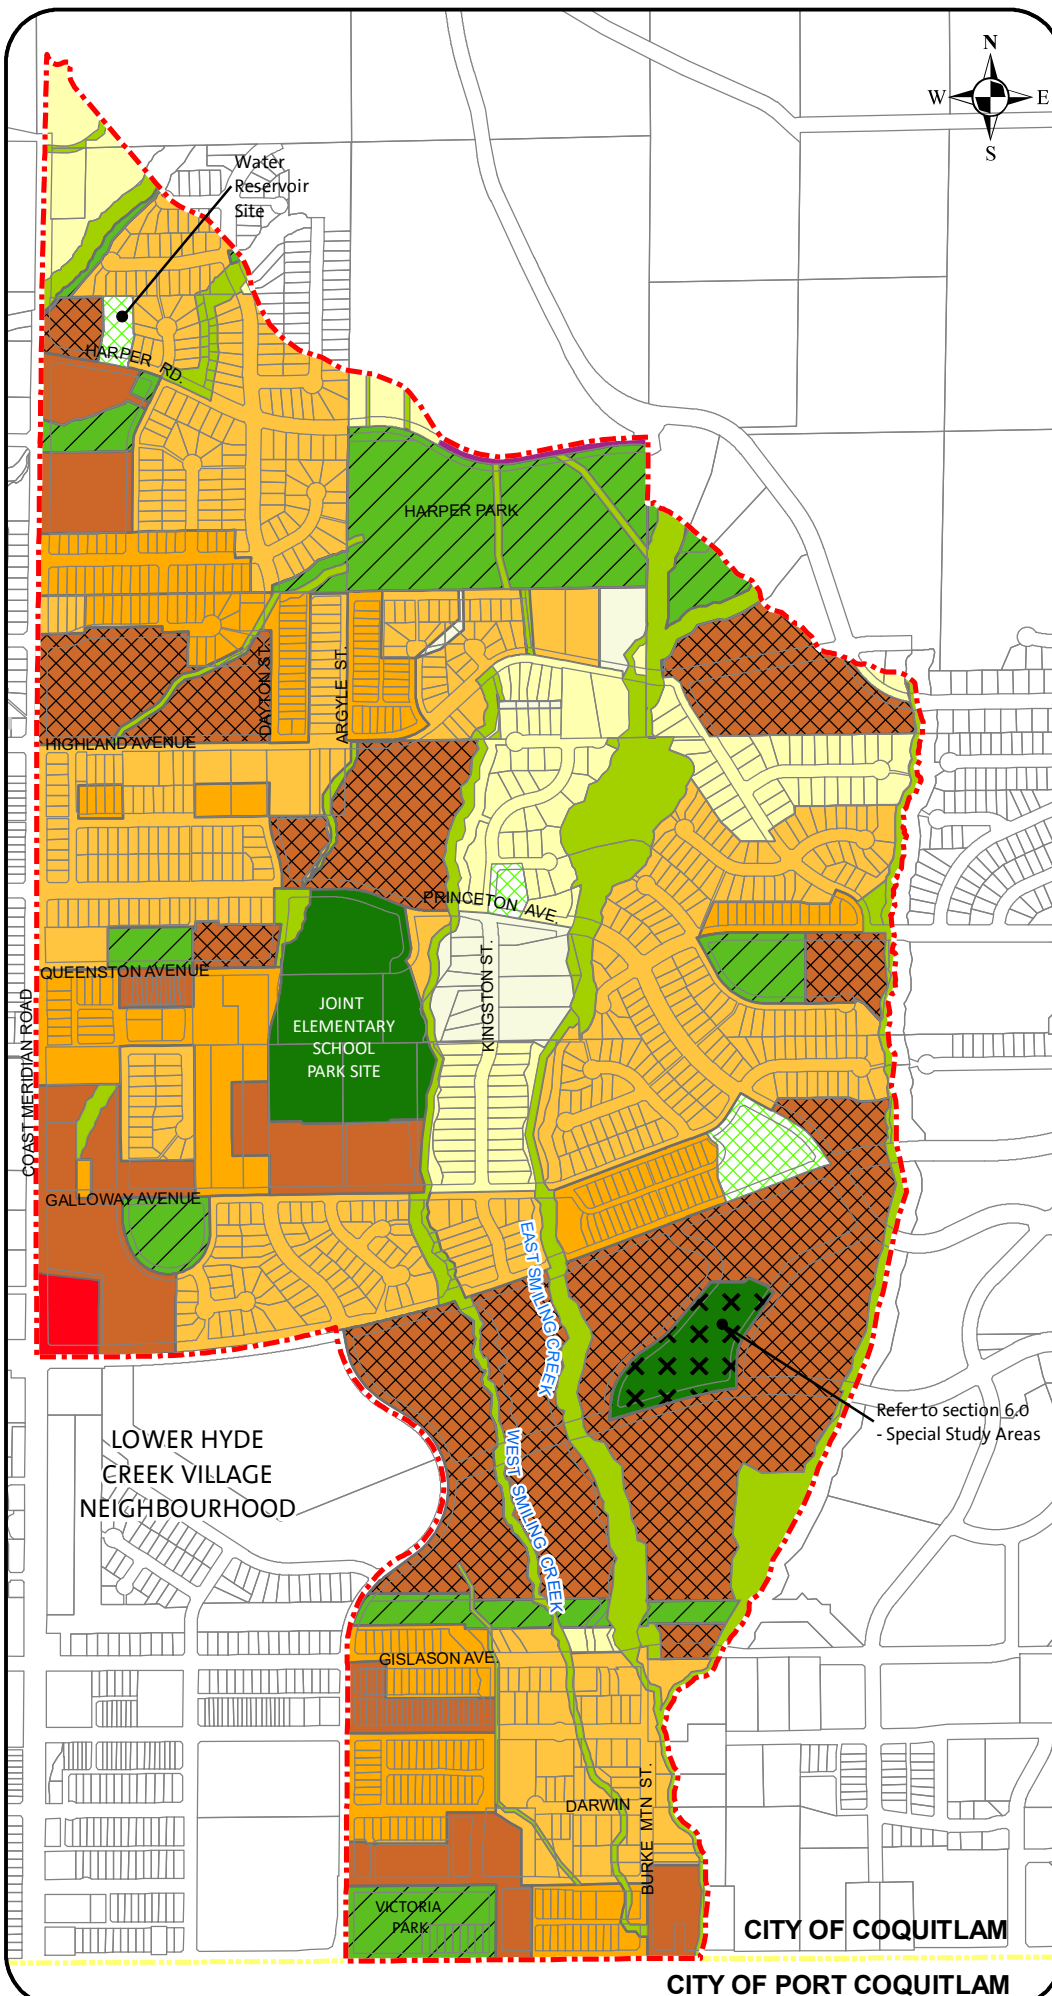 N
W
E
S
Water
Reservoir
Site
HARPER RD.
HARPER PARK
DAYTON ST.
ARGYLE ST.
HIGHLAND AVENUE
PRINCETON AVE.
QUEENSTON AVENUE
KINGSTON ST.
COAST MERIDIAN ROAD
JOINT
ELEMENTARY
SCHOOL
PARK SITE
GALLOWAY AVENUE
EAST SMILING CREEK
Refer to section 6.0
- Special Study Areas
LOWER HYDE
CREEK VILLAGE
NEIGHBOURHOOD
WEST SMILING CREEK
GISLASON AVE.
DARWIN
BURKE MTN ST.
VICTORIA
PARK
CITY OF COQUITLAM
CITY OF PORT COQUITLAM